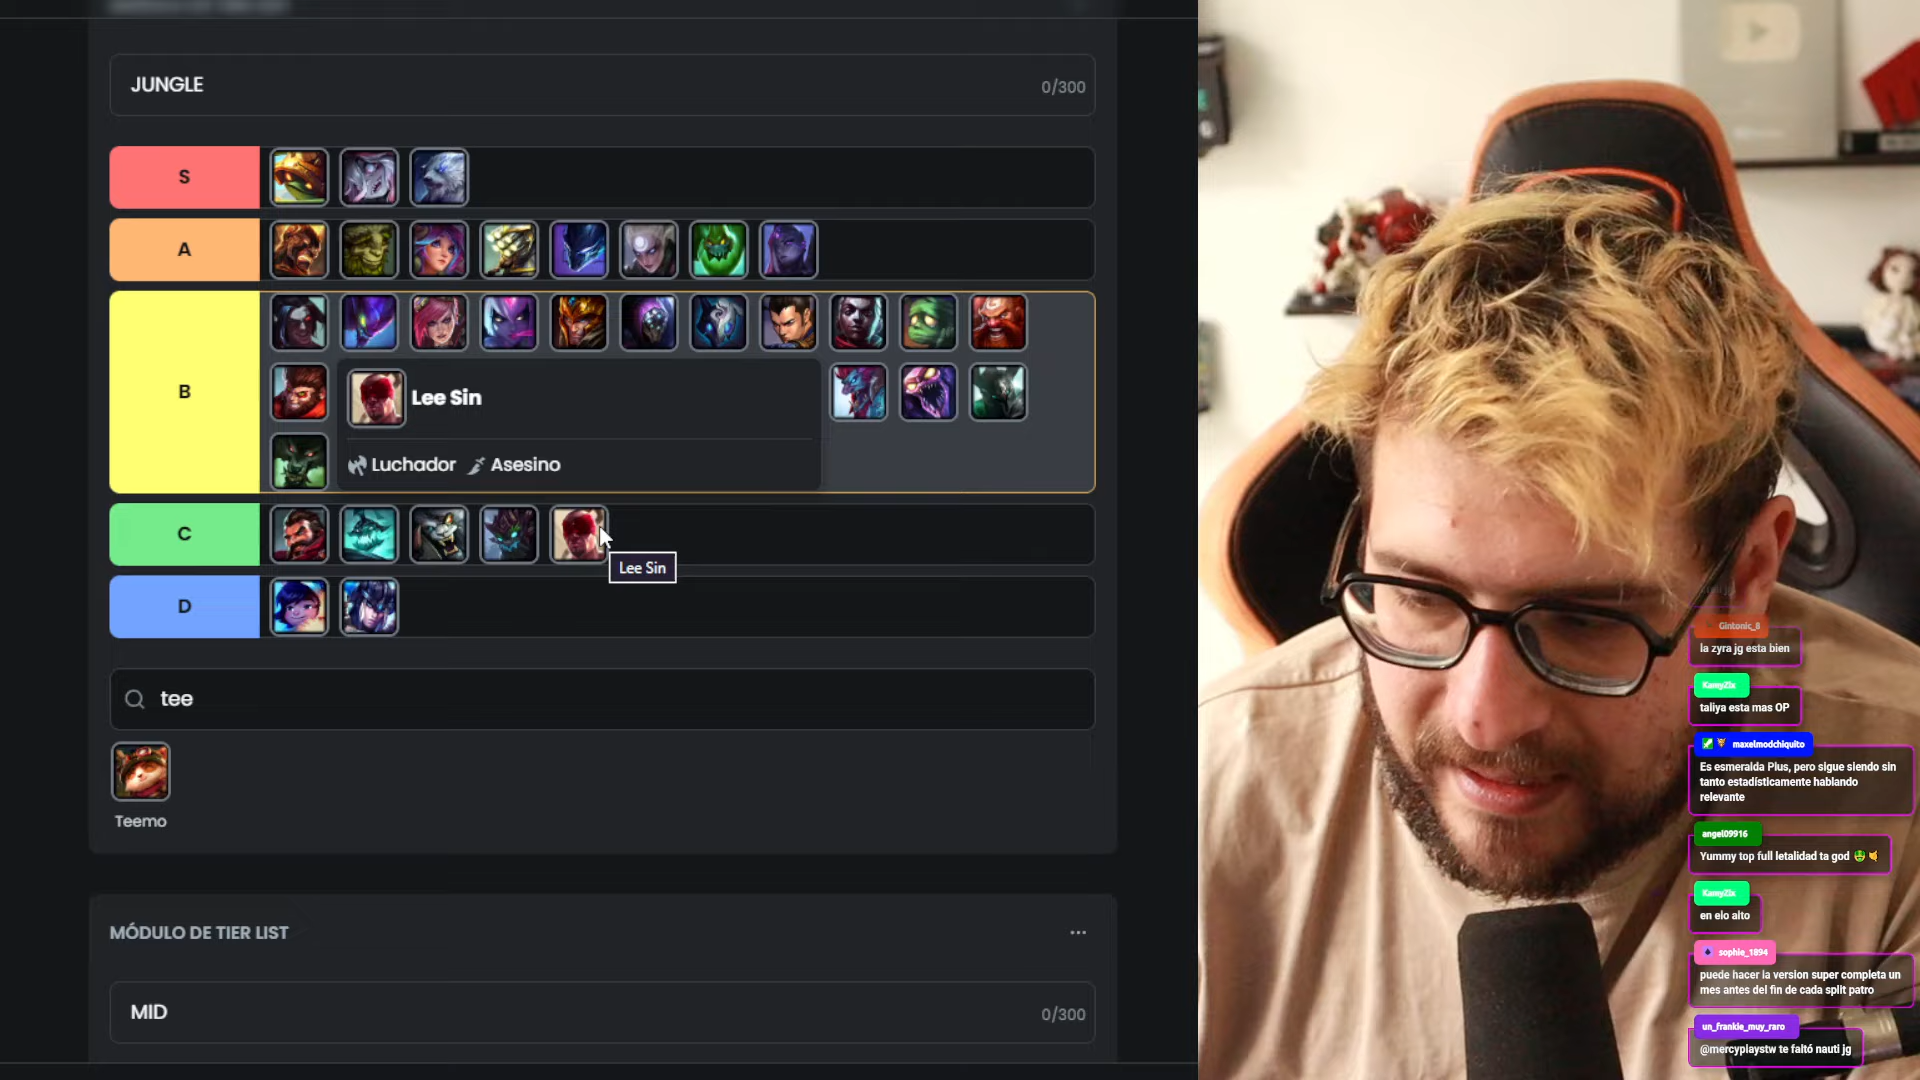 JUNGLE
0/300
S
A
B
Lee Sin
Luchador Asesino
C
Lee Sin
D
tee
Teemo
MÓDULO DE TIER LIST
MID
0/300
Gintonic_8
la zyra jg esta bien
KamyZix
taliya esta mas OP
maxelmodchiquito
Es esmeralda Plus, pero sigue siendo sin
tanto estadísticamente hablando
relevante
angel09916
Yummy top full letalidad ta god
KamyZix
en elo alto
sophie_1894
puede hacer la version super completa un
mes antes del fin de cada split patro
un_frankie_muy_raro
@mercyplaystw te faltó nauti jg